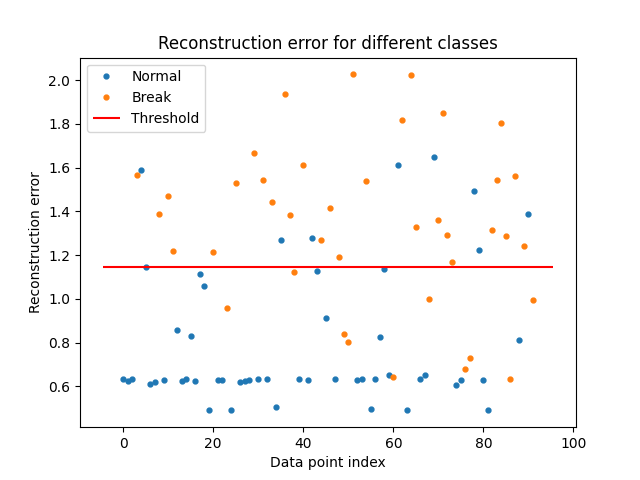 Reconstruction error for different classes
Normal
Break
Threshold
2.0
1.8
1.6
1.4
1.2
1.0
0.8
0.6
Reconstruction error
0
20
40
60
80
100
Data point index